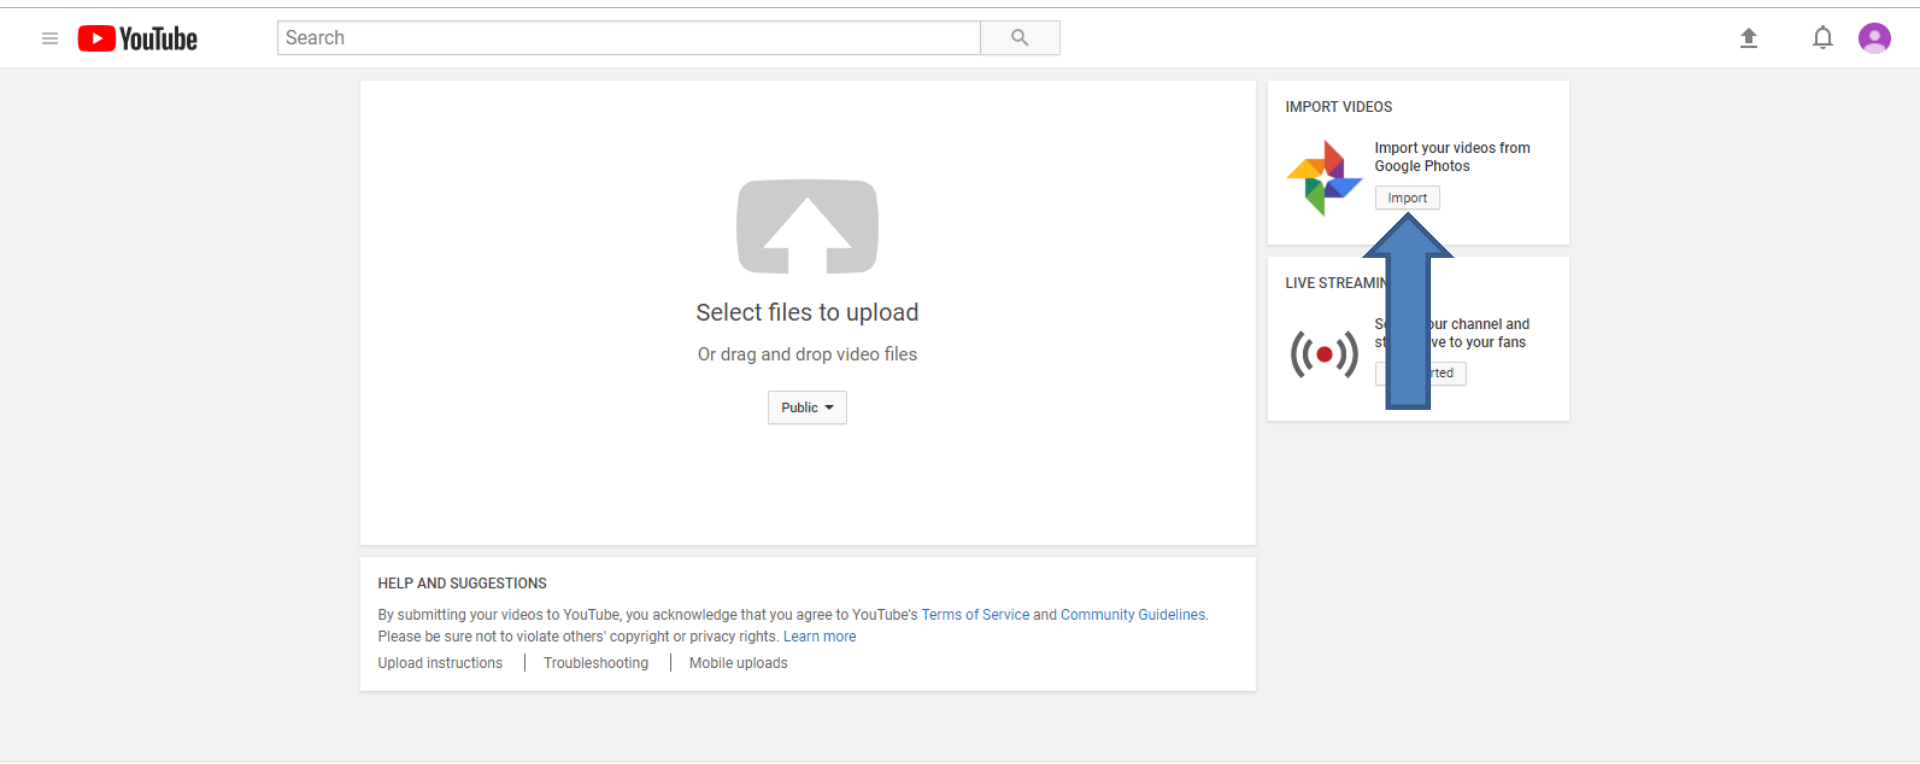 YouTube
Search
IMPORT VIDEOS
Import your videos from
Google Photos
Import
Select files to upload
Or drag and drop video files
Public
LIVE
channel and
to your fans
HELP AND SUGGESTIONS
By submitting your videos to YouTube, you acknowledge that you agree to YouTube's Terms of Service and Community Guidelines.
Please be sure not to violate others' copyright or privacy rights. Learn more
Upload instructions | Troubleshooting | Mobile uploads